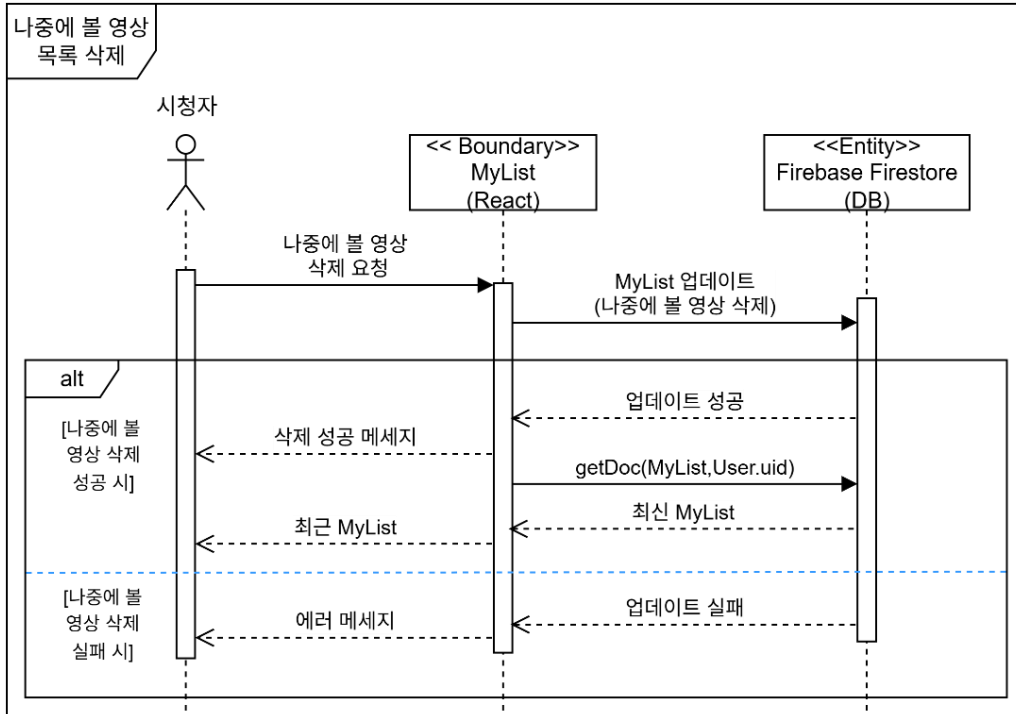 나중에 볼 영상
목록 삭제
시청자
<< Boundary>>
MyList
(React)
<<Entity>>
Firebase Firestore
(DB)
나중에 볼 영상
삭제 요청
MyList 업데이트
(나중에 볼 영상 삭제)
alt
[나중에 볼
영상 삭제
성공 시]
업데이트 성공
삭제 성공 메세지
getDoc(MyList,User.uid)
최신 MyList
최근 MyList
[나중에 볼
영상 삭제
실패 시]
업데이트 실패
에러 메세지